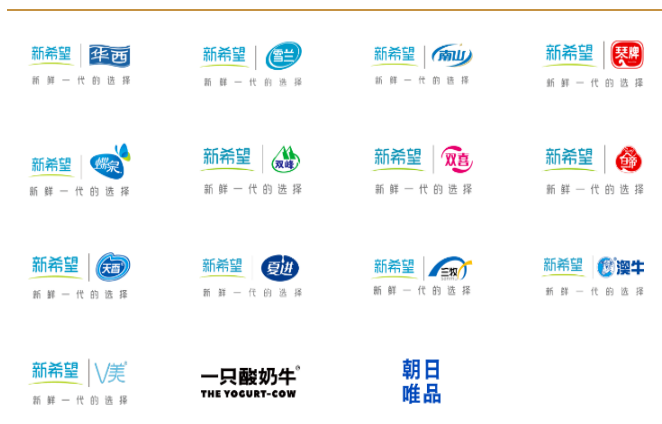 新希望 华西
新鲜一代的选择
新希望 雪兰
新鲜一代的选择
新希望 南山
新鲜一代的选择
新希望 琴牌
新鲜一代的选择
新希望 蝶泉
新鲜一代的选择
新希望 双峰
新鲜一代的选择
新希望 双喜
新鲜一代的选择
新希望 白帝
新鲜一代的选择
新希望 天香
新鲜一代的选择
新希望 夏进
新鲜一代的选择
新希望 三牧
新鲜一代的选择
新希望 澳牛
新鲜一代的选择
新希望 V美
新鲜一代的选择
一只酸奶牛
THE YOGURT-COW
朝日
唯品